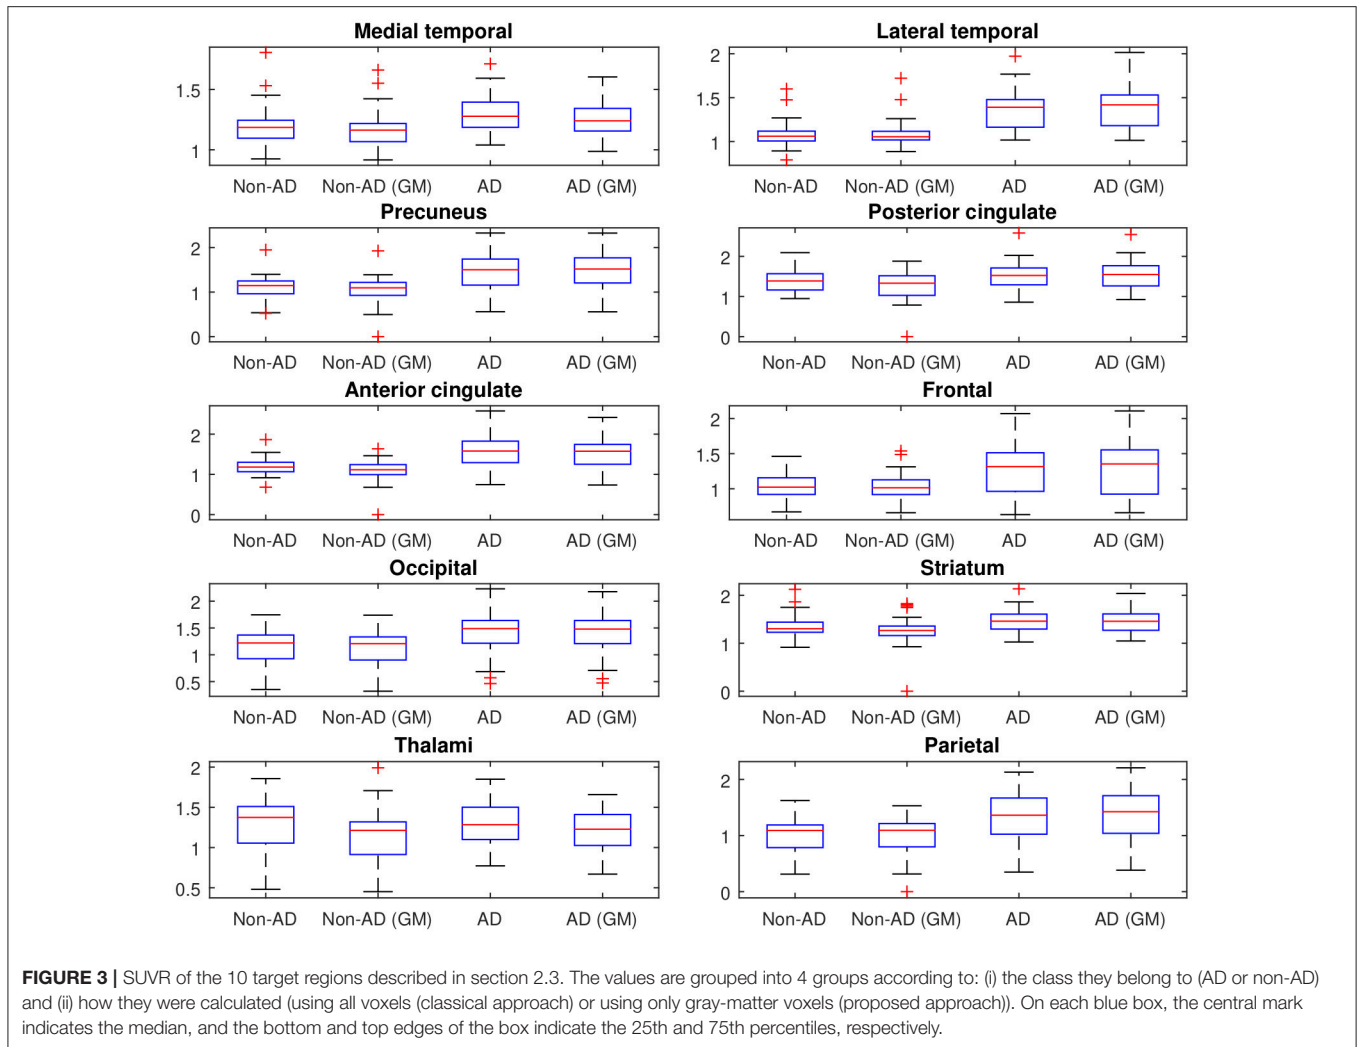 Medial temporal
1.5
1
Non-AD Non-AD (GM) AD AD (GM)
Lateral temporal
2
1.5
1
Non-AD Non-AD (GM) AD AD (GM)
Precuneus
2
1
0
Non-AD Non-AD (GM) AD AD (GM)
Posterior cingulate
2
1
0
Non-AD Non-AD (GM) AD AD (GM)
Anterior cingulate
2
1
0
Non-AD Non-AD (GM) AD AD (GM)
Frontal
2
1.5
1
Non-AD Non-AD (GM) AD AD (GM)
Occipital
2
1.5
1
0.5
Non-AD Non-AD (GM) AD AD (GM)
Striatum
2
1
0
Non-AD Non-AD (GM) AD AD (GM)
Thalami
2
1.5
1
0.5
Non-AD Non-AD (GM) AD AD (GM)
Parietal
2
1
0
Non-AD Non-AD (GM) AD AD (GM)
FIGURE 3 | SUVR of the 10 target regions described in section 2.3. The values are grouped into 4 groups according to: (i) the class they belong to (AD or non-AD)
and (ii) how they were calculated (using all voxels (classical approach) or using only gray-matter voxels (proposed approach)). On each blue box, the central mark
indicates the median, and the bottom and top edges of the box indicate the 25th and 75th percentiles, respectively.